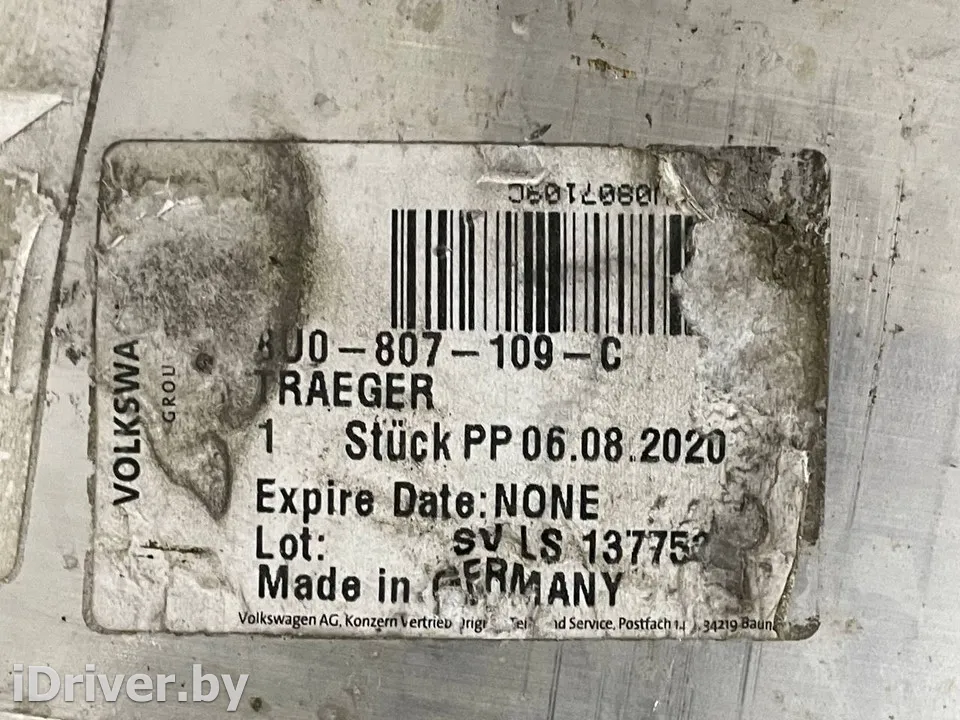 0807109C
VOLKSWA
GROU
8U0-807-109-C
TRAEGER
1 Stück PP 06.08.2020
Expire Date: NONE
Lot: SV LS 13775
Made in GERMANY
Volkswagen AG, Konzern Vertrieb Service, Postfach 34219 Baun
iDriver.by